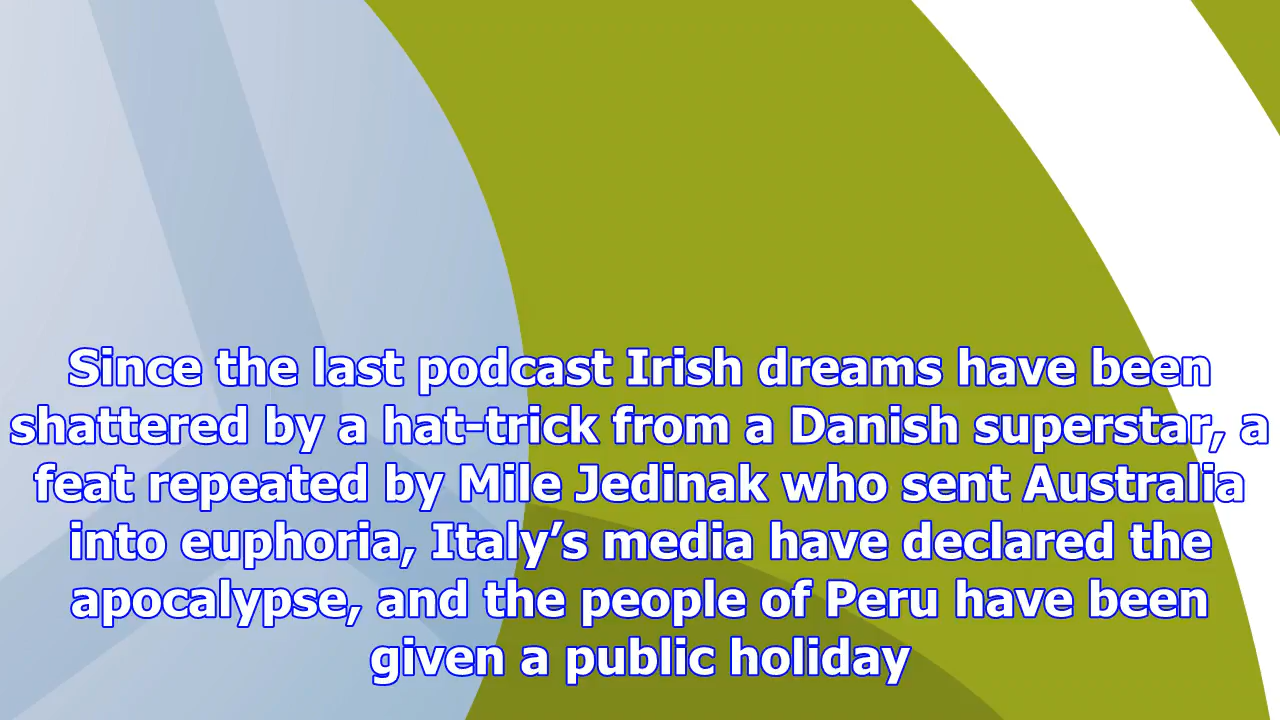 Since the last podcast Irish dreams have been
shattered by a hat-trick from a Danish superstar, a
feat repeated by Mile Jedinak who sent Australia
into euphoria, Italy’s media have declared the
apocalypse, and the people of Peru have been
given a public holiday